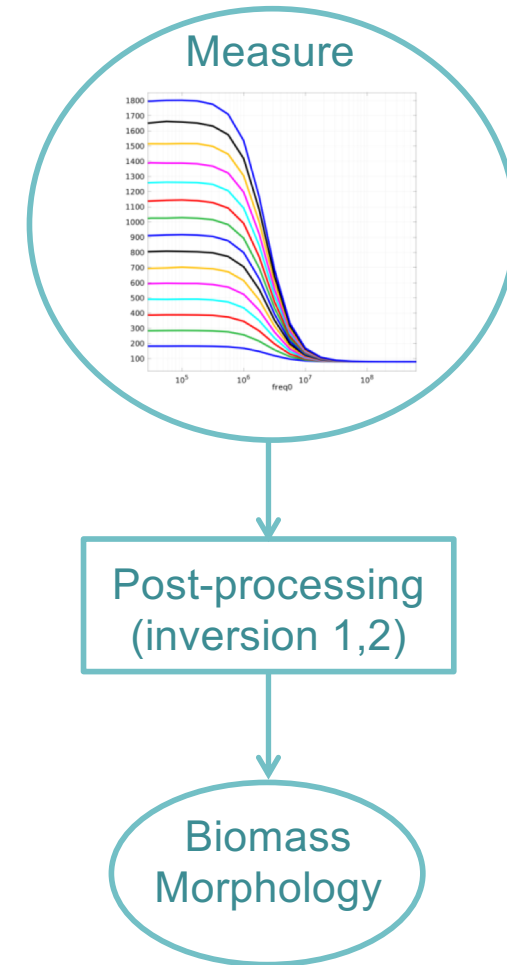 Measure
1800
1700
1600
1500
1400
1300
1200
1100
1000
900
800
700
600
500
400
300
200
100
10⁵ 10⁶ 10⁷ 10⁸
freq0
Post-processing
(inversion 1,2)
Biomass
Morphology